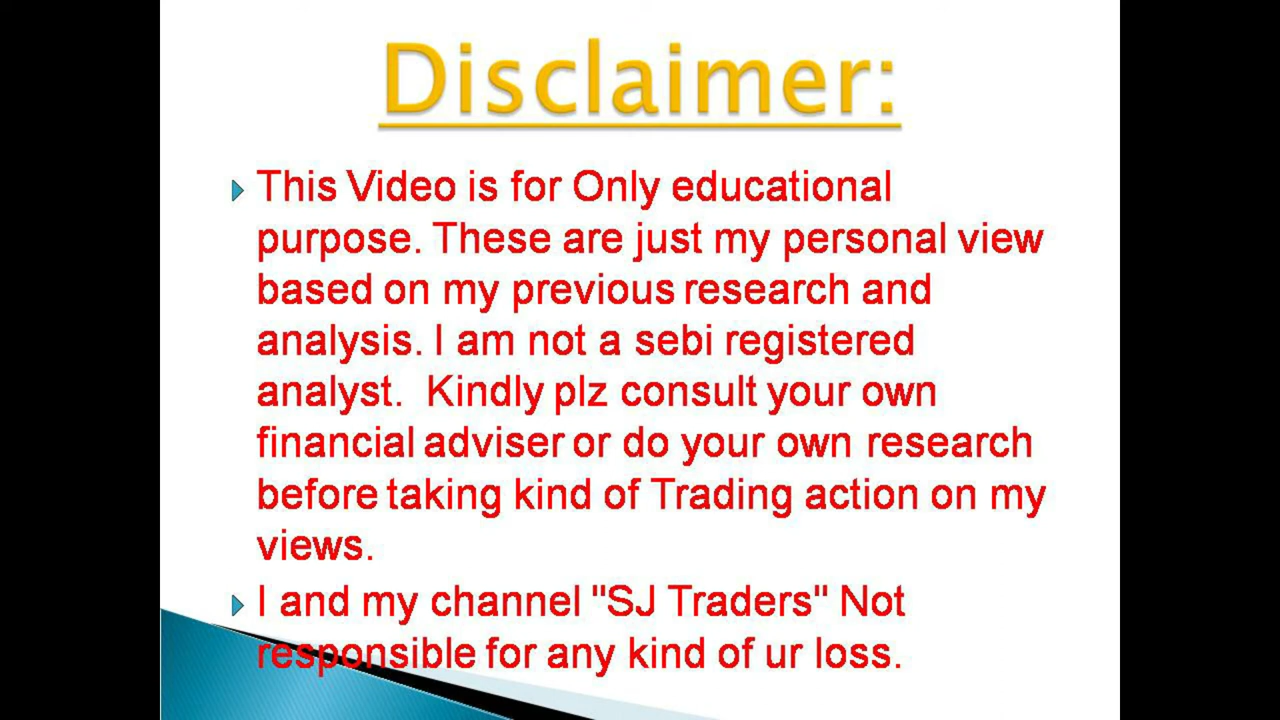 Disclaimer:
This Video is for Only educational
purpose. These are just my personal view
based on my previous research and
analysis. I am not a sebi registered
analyst.  Kindly plz consult your own
financial adviser or do your own research
before taking kind of Trading action on my
views.
I and my channel "SJ Traders" Not
responsible for any kind of ur loss.